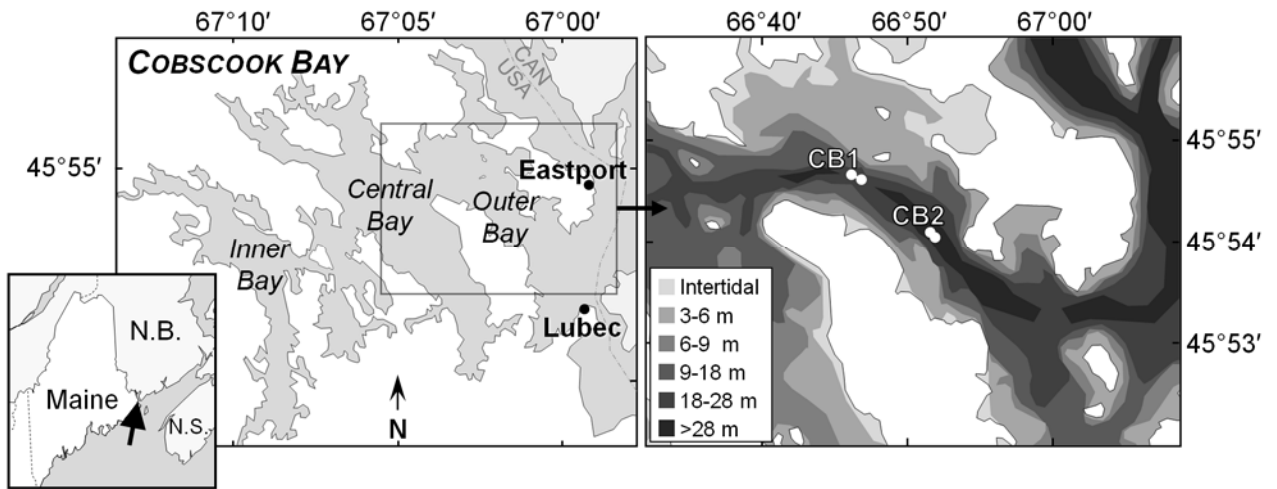 67°10′ 67°05′ 67°00′
COBSCOOK BAY
CAN
USA
45°55′
Eastport
Central
Bay
Outer
Bay
Inner
Bay
Lubec
N
N.B.
Maine
N.S.
66°40′ 66°50′ 67°00′
45°55′
CB1
CB2
45°54′
45°53′
Intertidal
3-6 m
6-9 m
9-18 m
18-28 m
>28 m